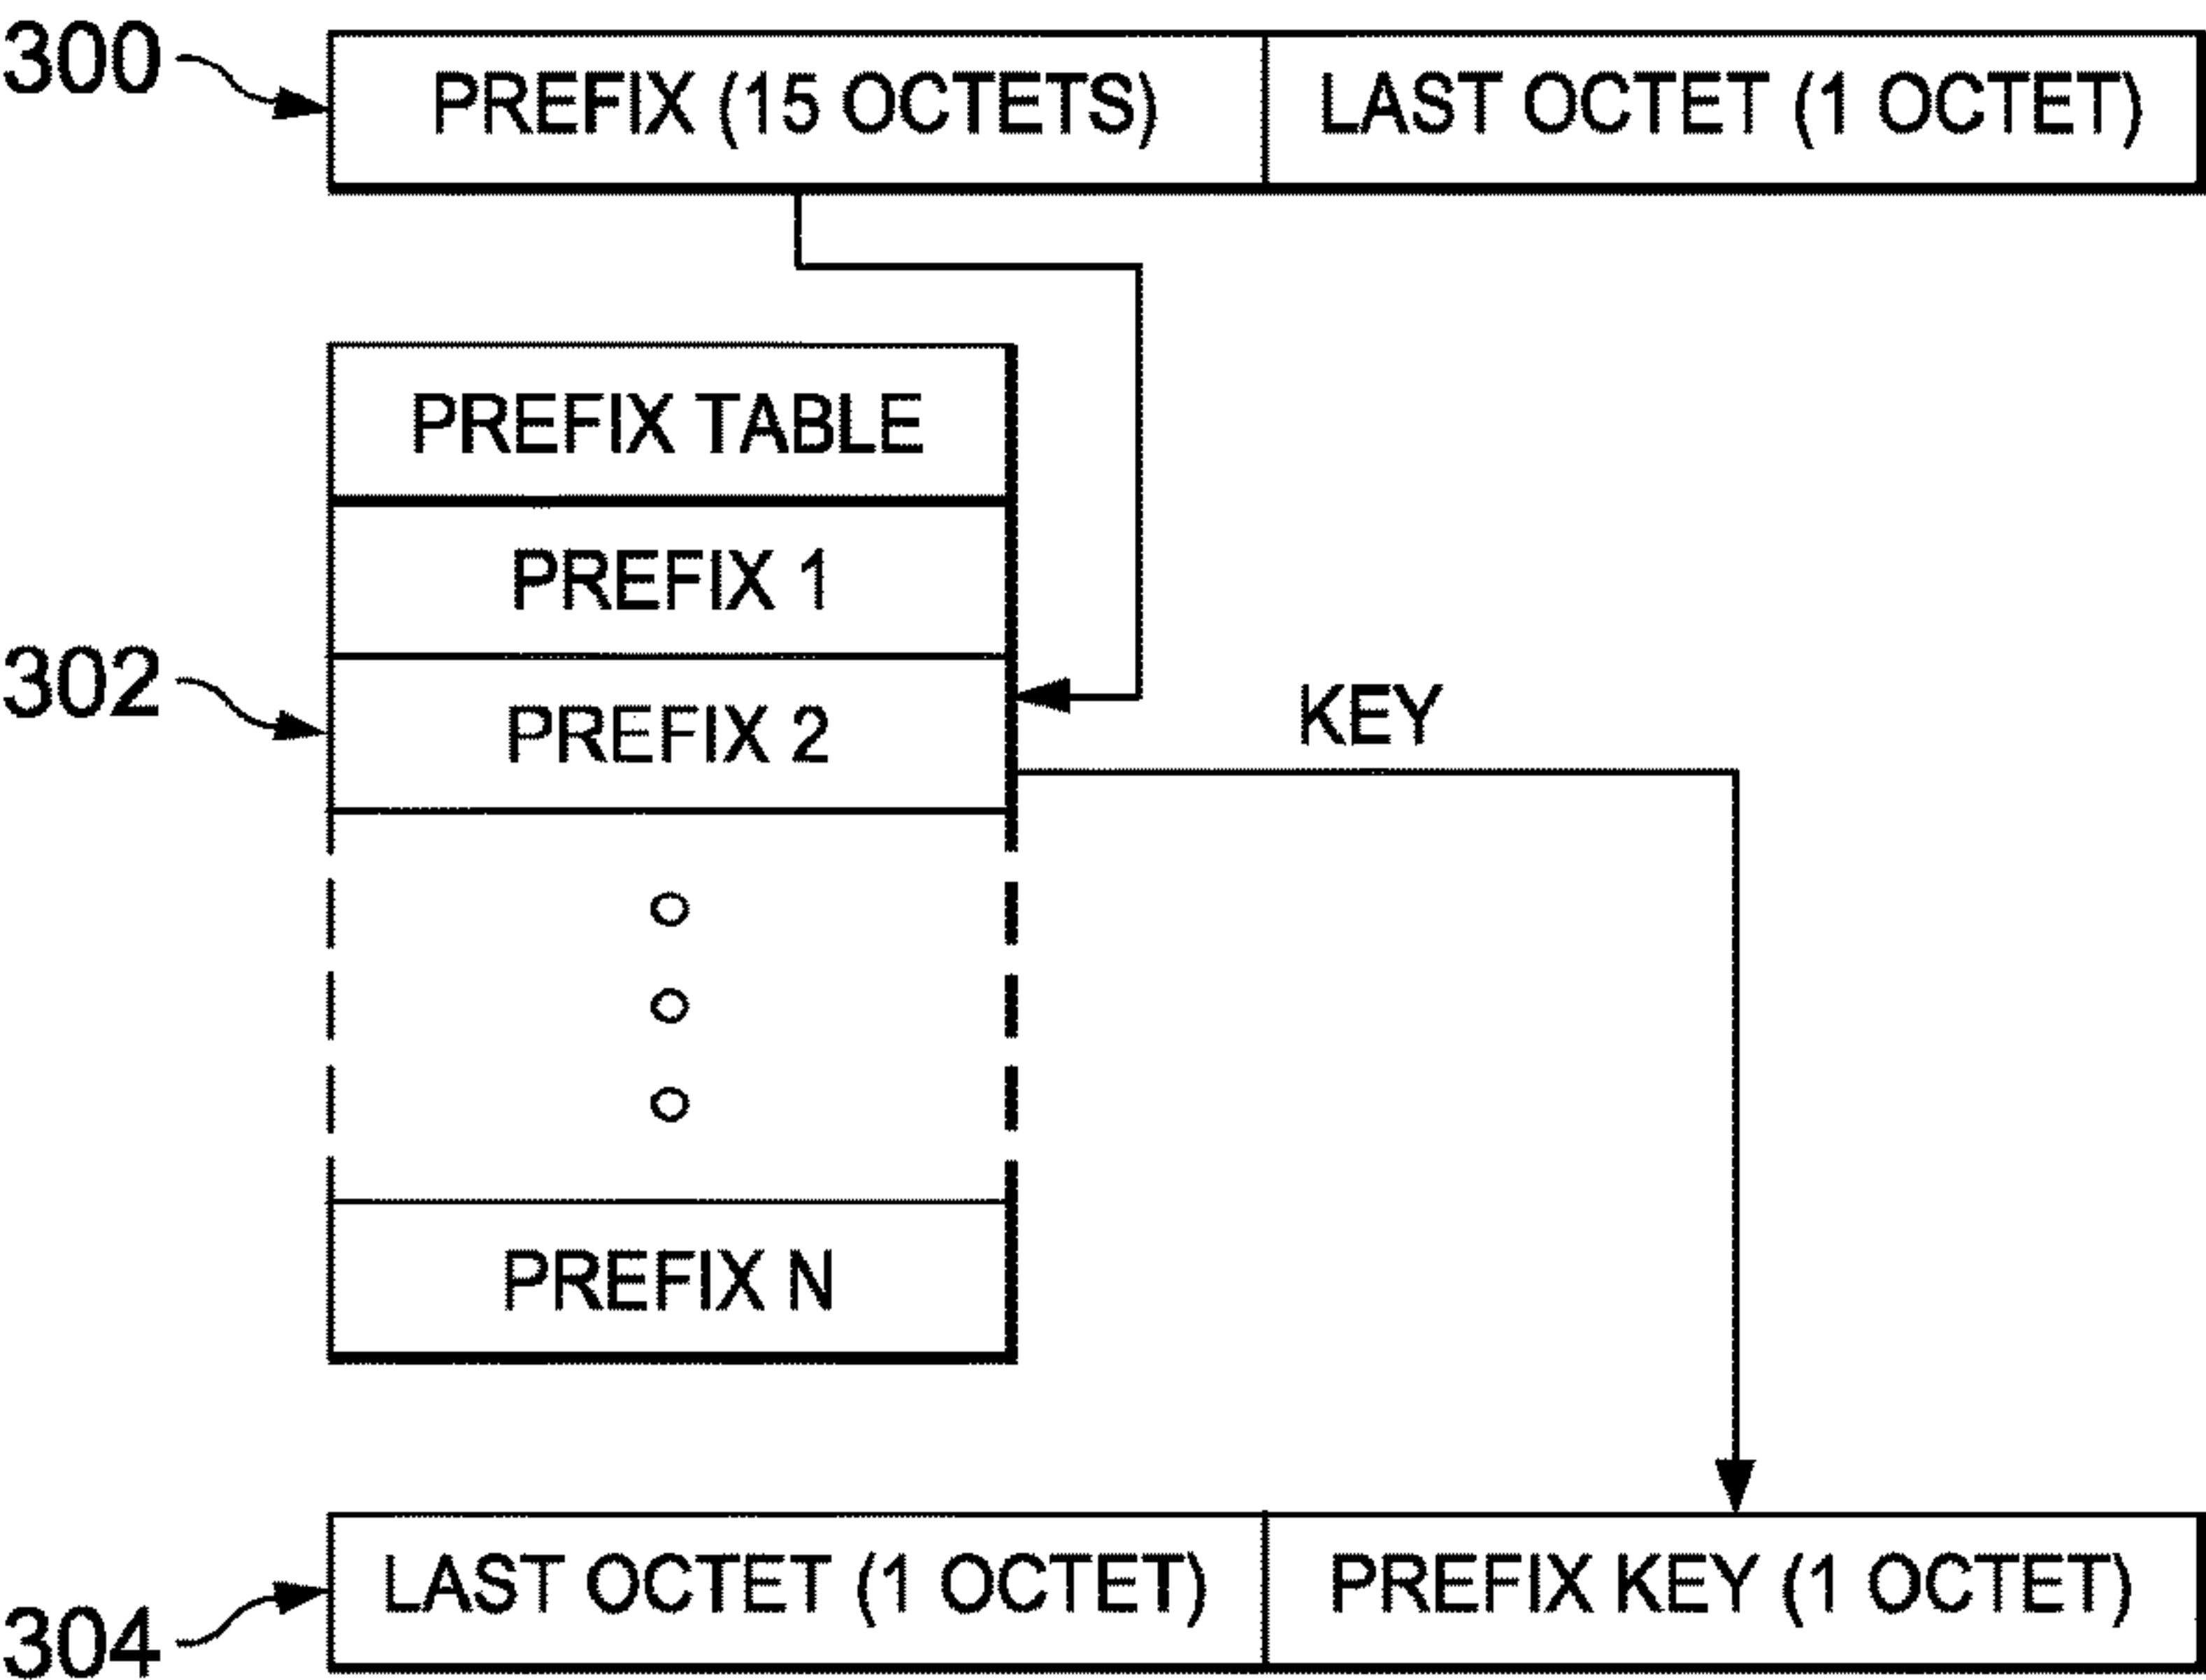 300
PREFIX (15 OCTETS) LAST OCTET (1 OCTET)
PREFIX TABLE
PREFIX 1
302
PREFIX 2
KEY
PREFIX N
304
LAST OCTET (1 OCTET) PREFIX KEY (1 OCTET)